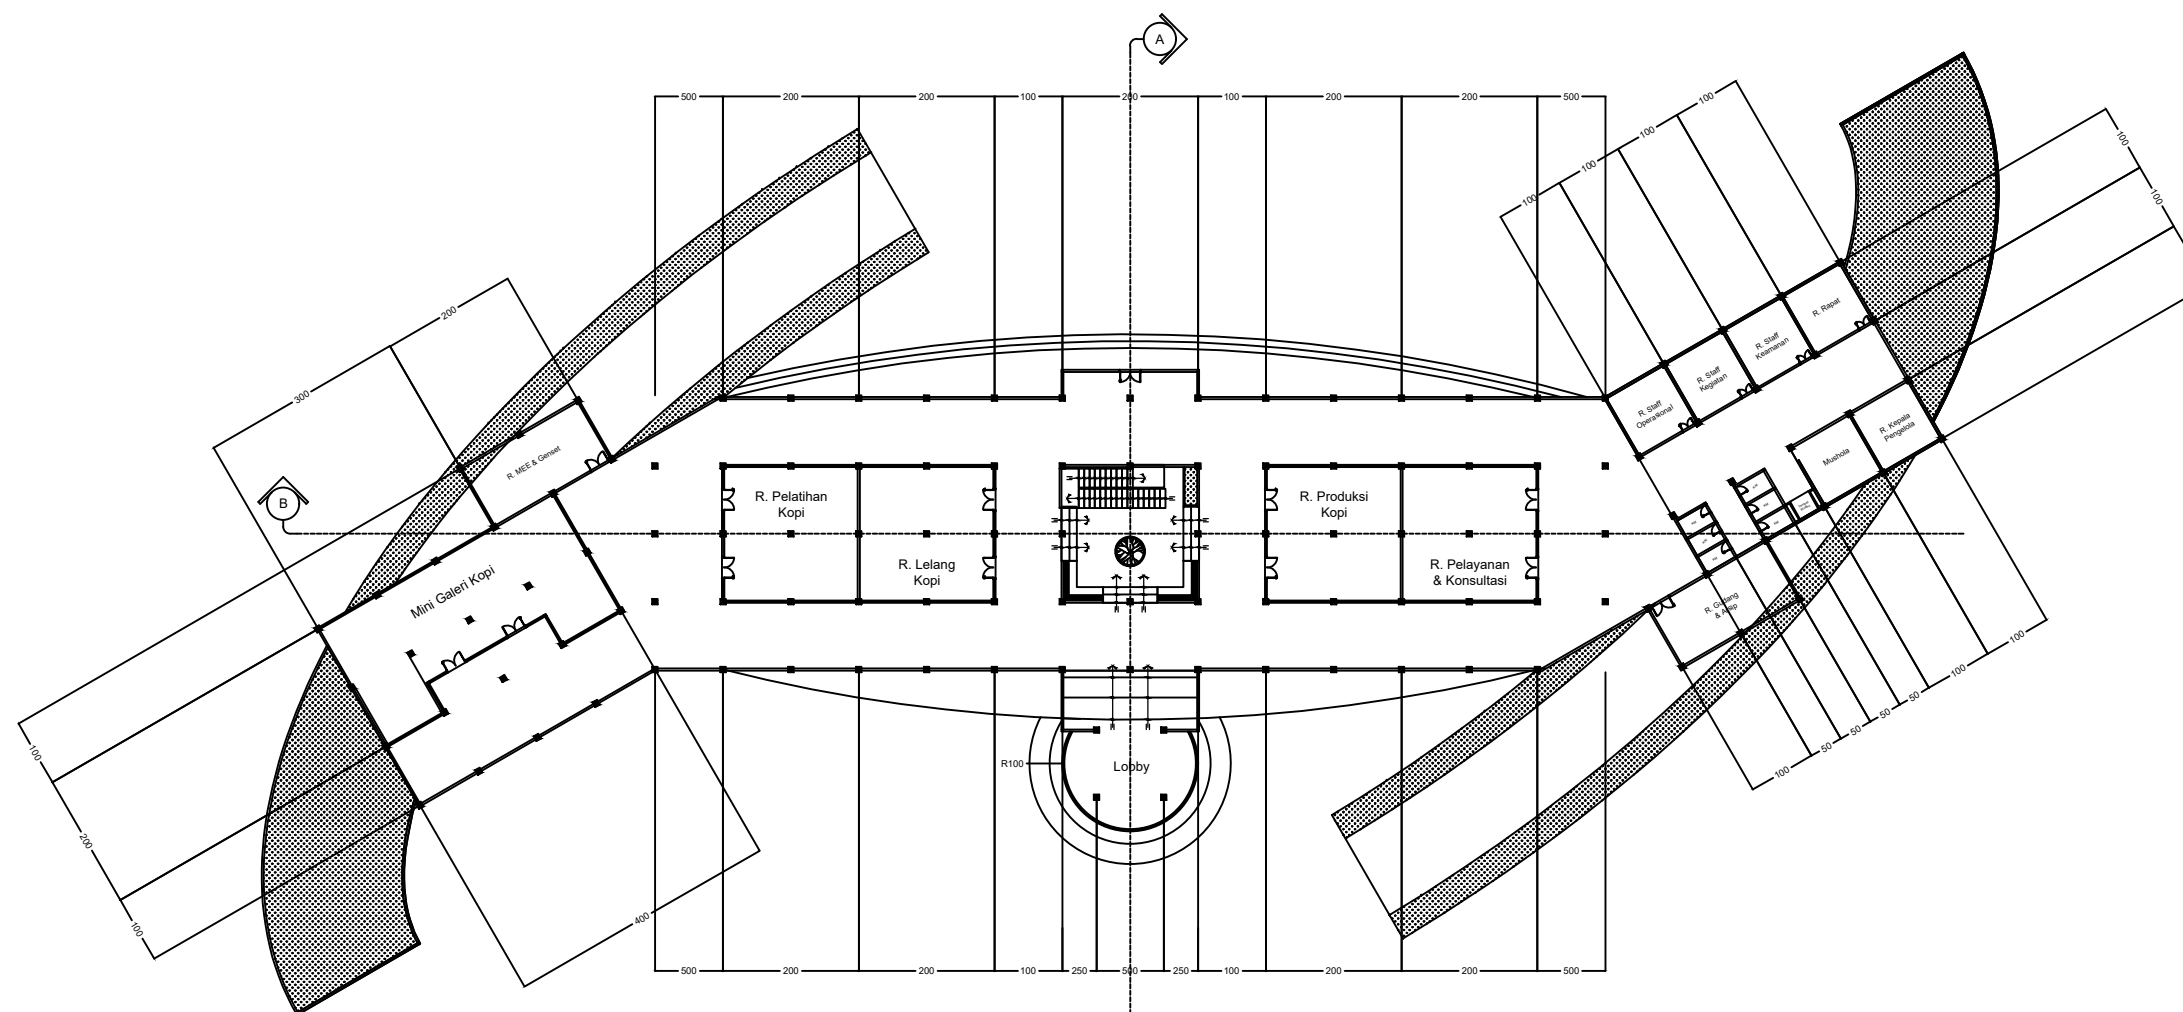 A
500
200
200
100
200
100
200
200
500
100
100
100
100
100
100
200
300
R. Rapat
R. Staff
Keamanan
R. Staff
Kegiatan
R. Staff
Operasional
R. Kepala
Pengelola
Mushola
R. MEE & Genset
B
R. Pelatihan
Kopi
R. Lelang
Kopi
R. Produksi
Kopi
R. Pelayanan
& Konsultasi
Mini Galeri Kopi
R. Gudang
& Arsip
R100
Lobby
100
200
100
400
100
50
50
50
50
100
100
500
200
200
100
250
500
250
100
200
200
500